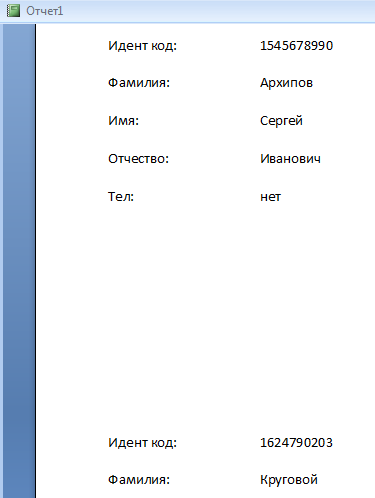 Отчет1
Идент код: 1545678990
Фамилия: Архипов
Имя: Сергей
Отчество: Иванович
Тел: нет
Идент код: 1624790203
Фамилия: Круговой